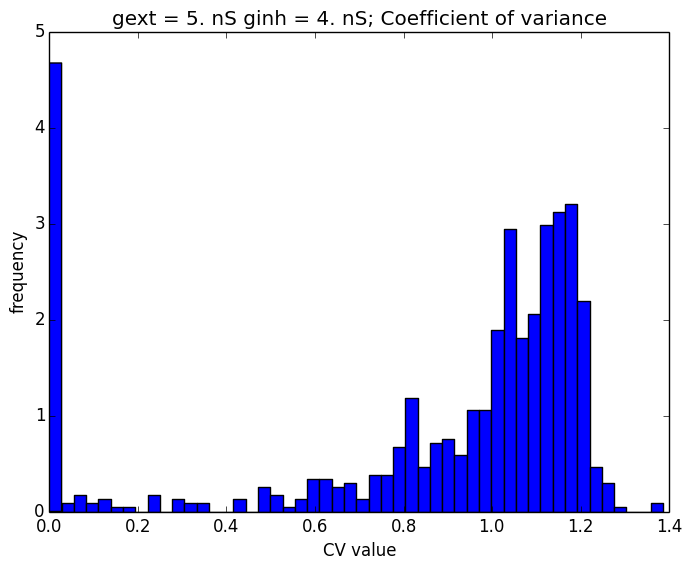 gext = 5. nS ginh = 4. nS; Coefficient of variance
5
4
3
2
1
0
frequency
0.0 0.2 0.4 0.6 0.8 1.0 1.2 1.4
CV value